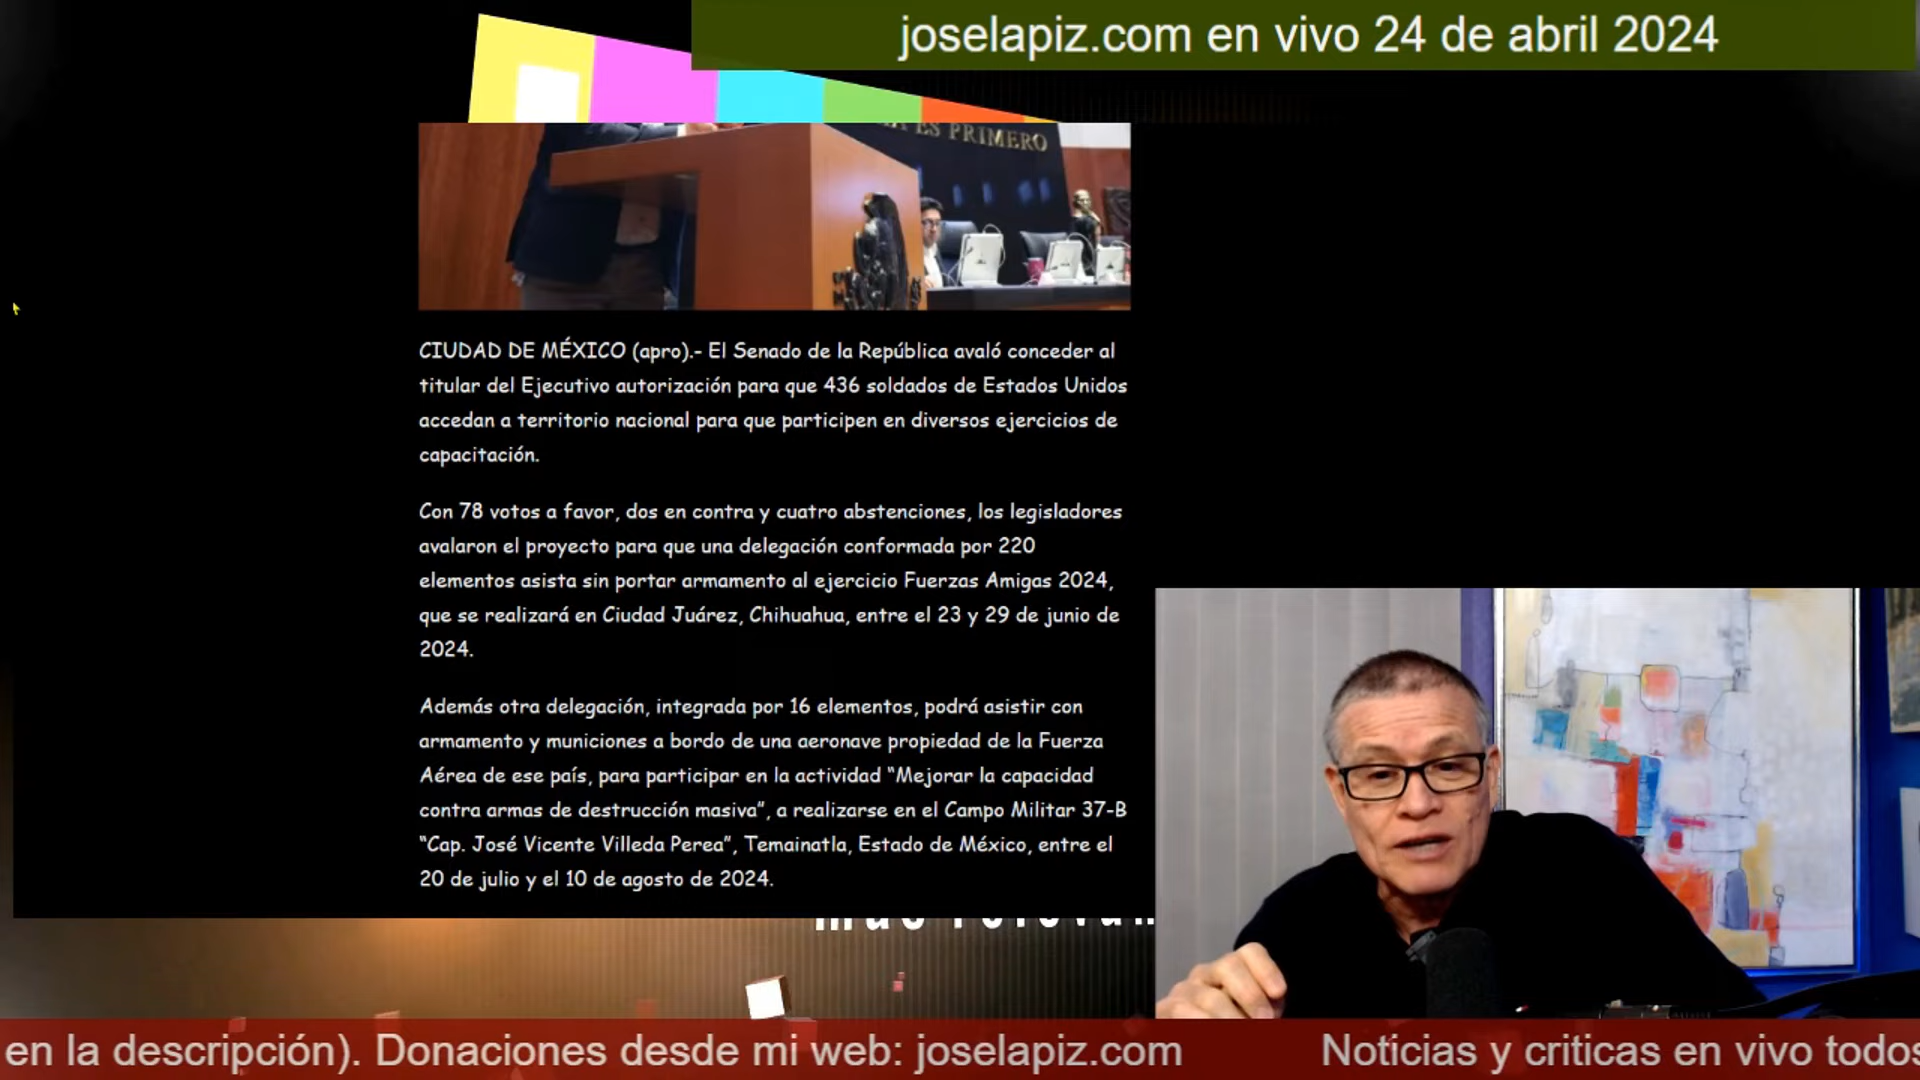 joselapiz.com en vivo 24 de abril 2024
ES PRIMERO
CIUDAD DE MÉXICO (apro).- El Senado de la República avaló conceder al
titular del Ejecutivo autorización para que 436 soldados de Estados Unidos
accedan a territorio nacional para que participen en diversos ejercicios de
capacitación.
Con 78 votos a favor, dos en contra y cuatro abstenciones, los legisladores
avalaron el proyecto para que una delegación conformada por 220
elementos asista sin portar armamento al ejercicio Fuerzas Amigas 2024,
que se realizará en Ciudad Juárez, Chihuahua, entre el 23 y 29 de junio de
2024.
Además otra delegación, integrada por 16 elementos, podrá asistir con
armamento y municiones a bordo de una aeronave propiedad de la Fuerza
Aérea de ese país, para participar en la actividad “Mejorar la capacidad
contra armas de destrucción masiva”, a realizarse en el Campo Militar 37-B
“Cap. José Vicente Villeda Perea”, Temainatla, Estado de México, entre el
20 de julio y el 10 de agosto de 2024.
en la descripción). Donaciones desde mi web: joselapiz.com Noticias y criticas en vivo todos